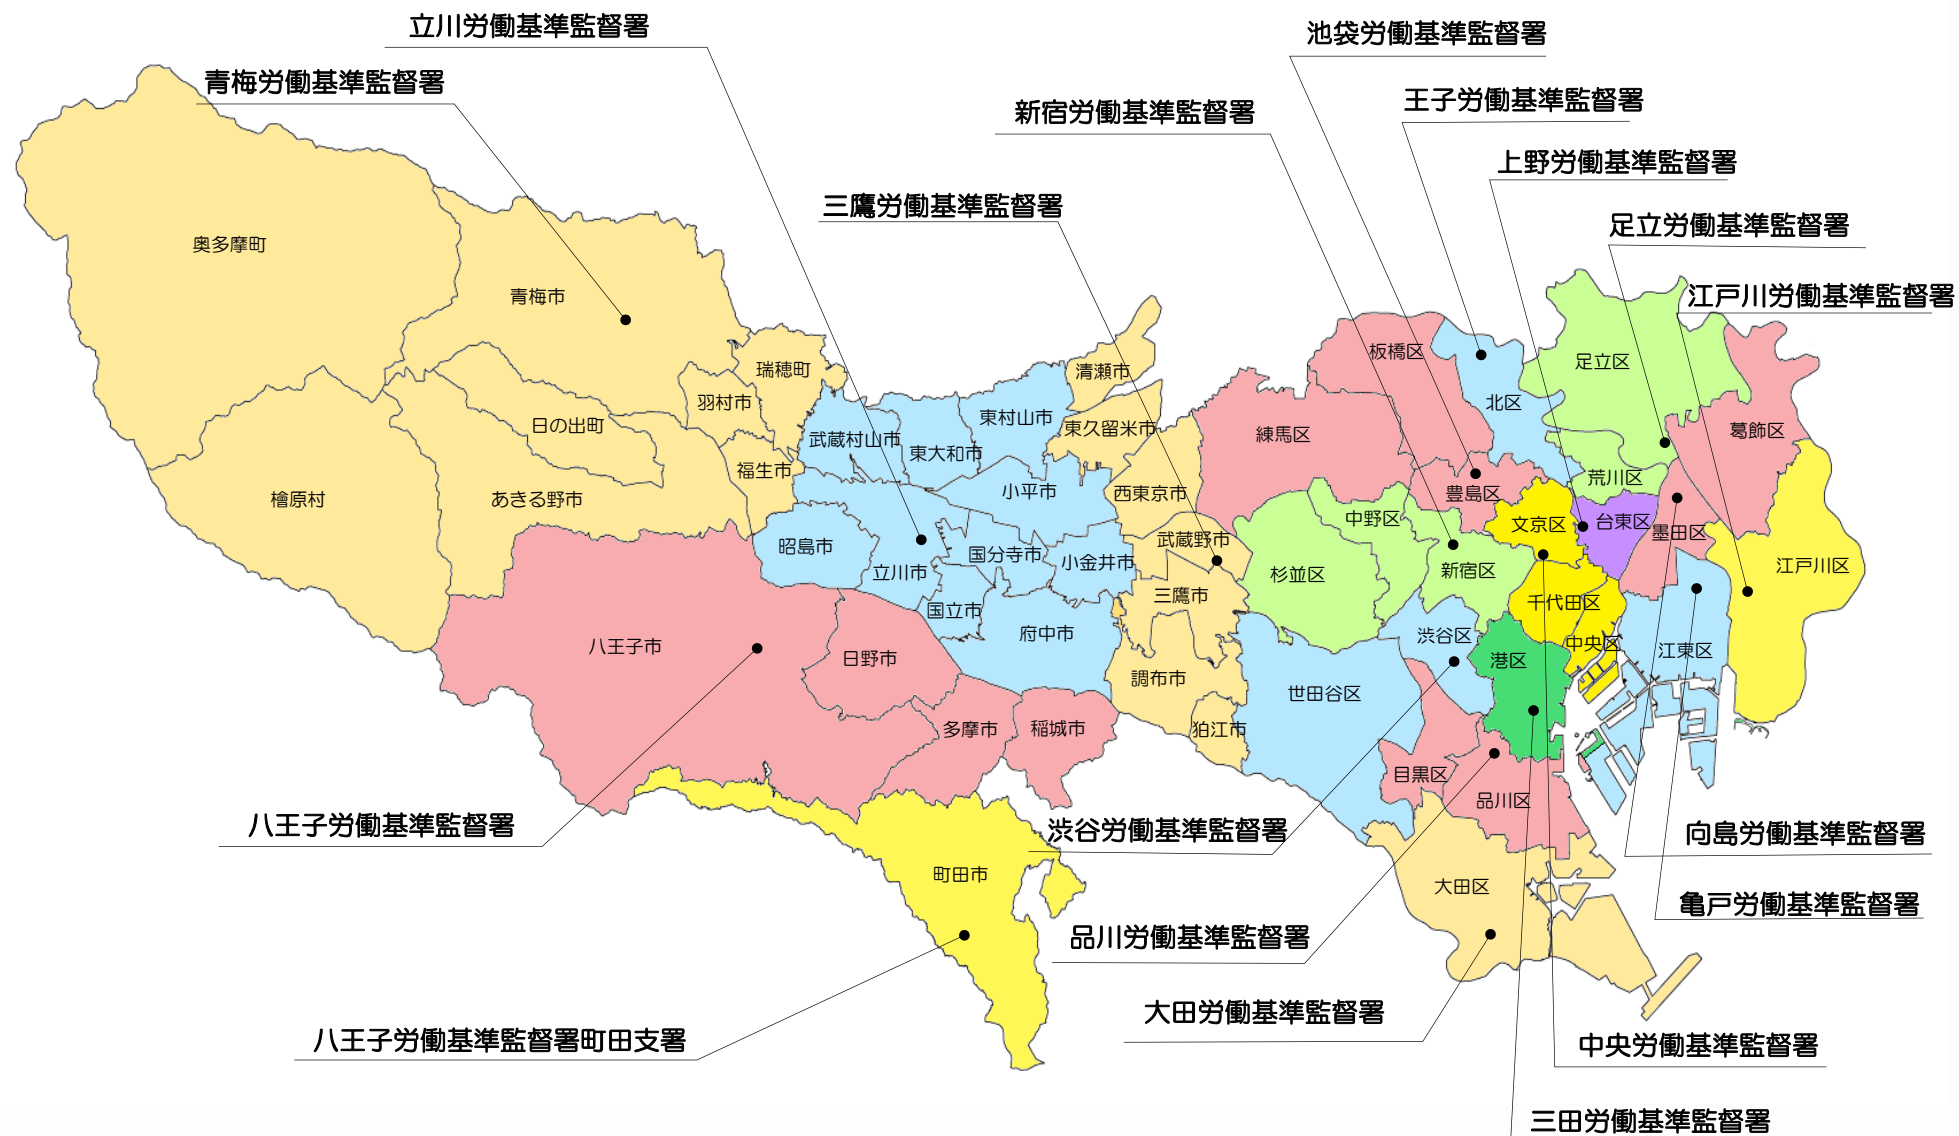 立川労働基準監督署
池袋労働基準監督署
青梅労働基準監督署
王子労働基準監督署
新宿労働基準監督署
上野労働基準監督署
三鷹労働基準監督署
足立労働基準監督署
奥多摩町
青梅市
江戸川労働基準監督署
板橋区
足立区
瑞穂町
清瀬市
羽村市
北区
東村山市
日の出町
東久留米市
練馬区
葛飾区
武蔵村山市
東大和市
福生市
荒川区
檜原村
あきる野市
小平市
西東京市
豊島区
中野区
文京区
台東区
墨田区
昭島市
国分寺市
武蔵野市
小金井市
立川市
杉並区
新宿区
江戸川区
国立市
三鷹市
千代田区
府中市
渋谷区
中央区
八王子市
日野市
港区
江東区
調布市
世田谷区
多摩市
稲城市
狛江市
目黒区
品川区
八王子労働基準監督署
渋谷労働基準監督署
向島労働基準監督署
町田市
大田区
亀戸労働基準監督署
品川労働基準監督署
大田労働基準監督署
八王子労働基準監督署町田支署
中央労働基準監督署
三田労働基準監督署